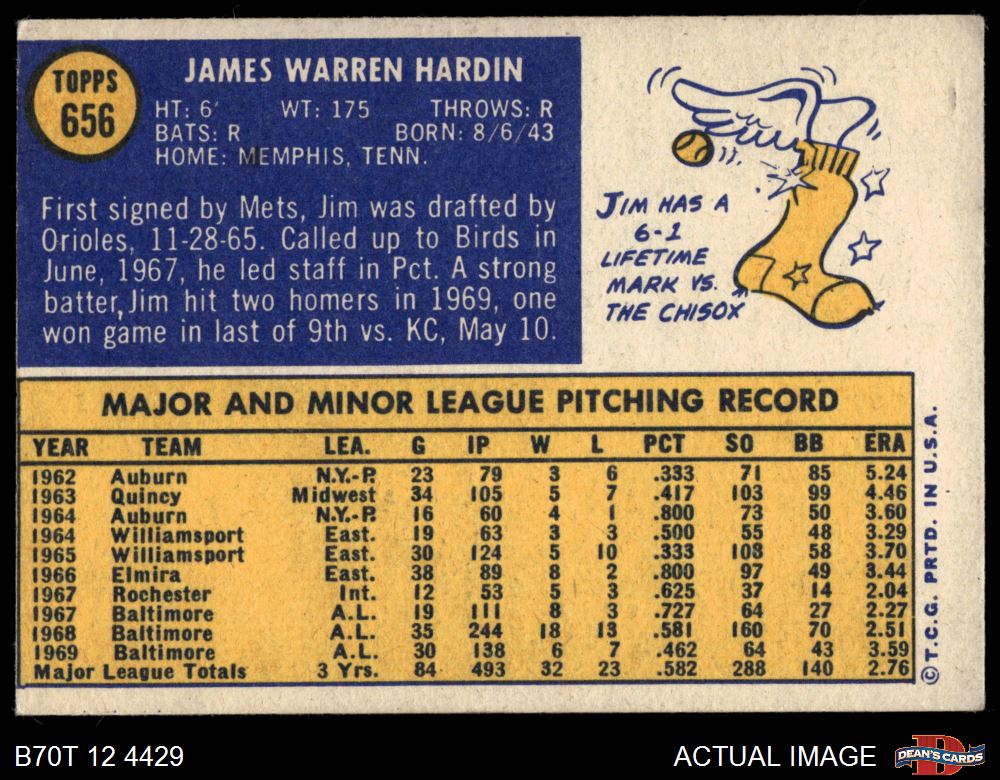 TOPPS
656
JAMES WARREN HARDIN
HT: 6' WT: 175 THROWS: R
BATS: R BORN: 8/6/43
HOME: MEMPHIS, TENN.
First signed by Mets, Jim was drafted by
Orioles, 11-28-65. Called up to Birds in
June, 1967, he led staff in Pct. A strong
batter, Jim hit two homers in 1969, one
won game in last of 9th vs. KC, May 10.
JIM HAS A
6-1
LIFETIME
MARK VS.
THE CHISOX
MAJOR AND MINOR LEAGUE PITCHING RECORD
YEAR TEAM LEA. G IP W L PCT SO BB ERA
1962 Auburn N.Y.-P. 23 79 3 6 .333 71 85 5.24
1963 Quincy Midwest 34 105 5 7 .417 103 99 4.46
1964 Auburn N.Y.-P. 16 60 4 1 .800 73 50 3.60
1964 Williamsport East. 19 63 3 3 .500 55 48 3.29
1965 Williamsport East. 30 124 5 10 .333 108 58 3.70
1966 Elmira East. 38 89 8 2 .800 97 49 3.44
1967 Rochester Int. 12 53 5 3 .625 37 14 2.04
1967 Baltimore A.L. 19 111 8 3 .727 64 27 2.27
1968 Baltimore A.L. 35 244 18 13 .581 160 70 2.51
1969 Baltimore A.L. 30 138 6 7 .462 64 43 3.59
Major League Totals 3 Yrs. 84 493 32 23 .582 288 140 2.76
© T.C.G. PRTD. IN U.S.A.
B70T 12 4429
ACTUAL IMAGE
DEAN'S CARDS